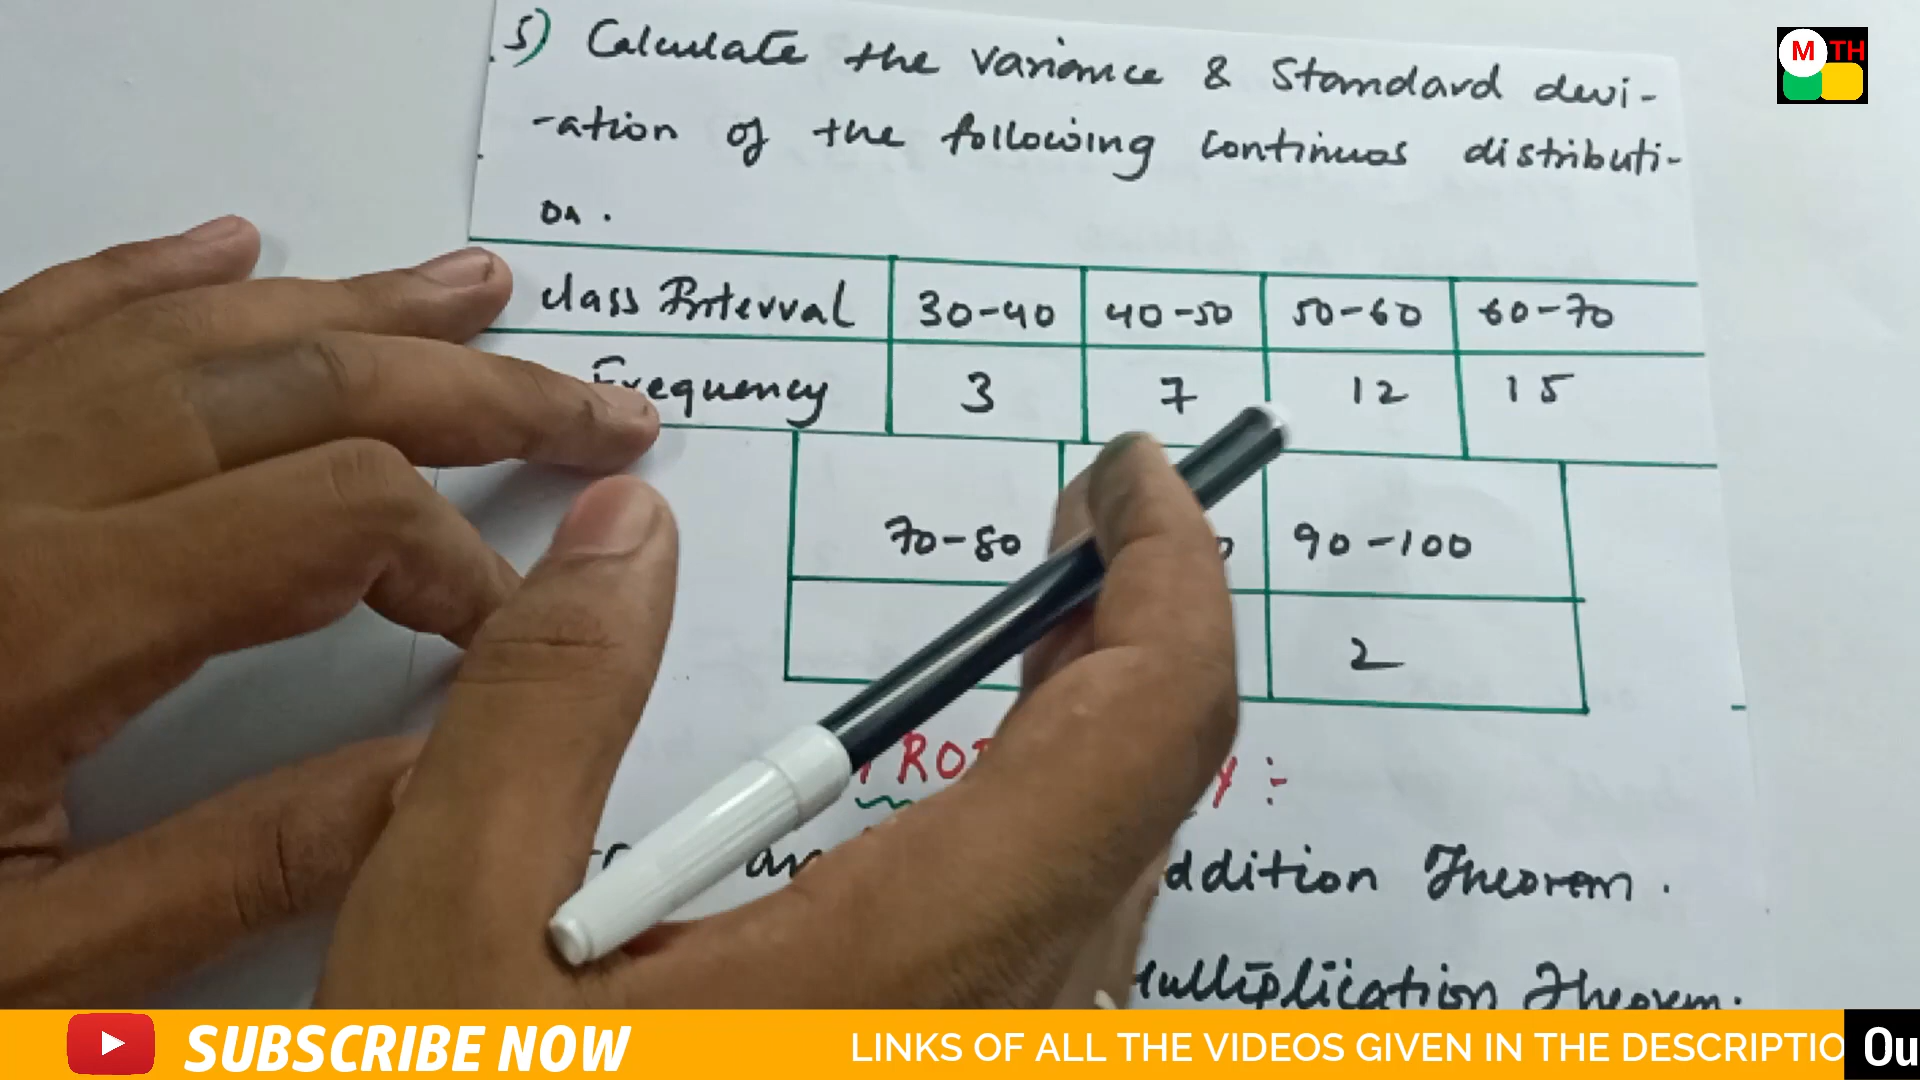 5) Calculate the variance & Standard devi-
-ation of the following continuos distributi-
on.
class Interval 30-40 40-50 50-60 60-70
Frequency 3 7 12 15
70-80 90-100
2
ddition Theorem.
Theorem.
M TH
SUBSCRIBE NOW
LINKS OF ALL THE VIDEOS GIVEN IN THE DESCRIPTIO
Ou